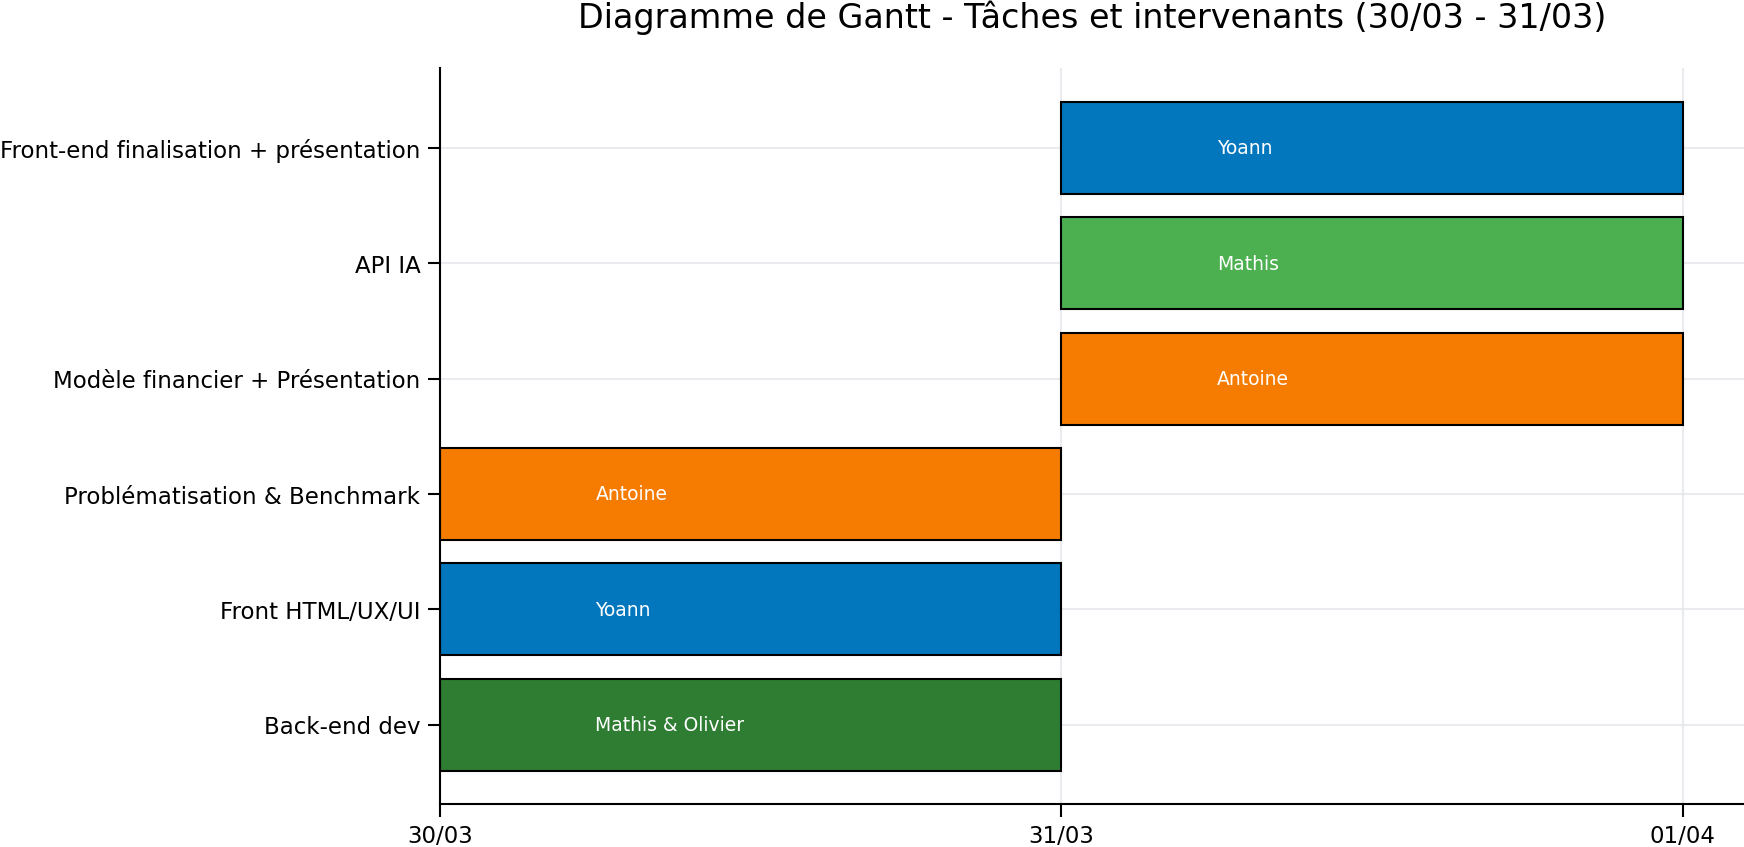 Diagramme de Gantt - Tâches et intervenants (30/03 - 31/03)
Front-end finalisation + présentation
Yoann
API IA
Mathis
Modèle financier + Présentation
Antoine
Problématisation & Benchmark
Antoine
Front HTML/UX/UI
Yoann
Back-end dev
Mathis & Olivier
30/03
31/03
01/04